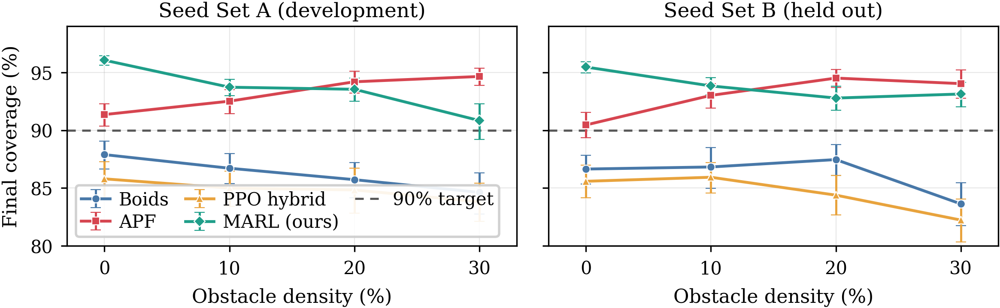 Seed Set A (development)
Seed Set B (held out)
Final coverage (%)
95
90
85
80
Boids
PPO hybrid
90% target
APF
MARL (ours)
0 10 20 30
0 10 20 30
Obstacle density (%)
Obstacle density (%)